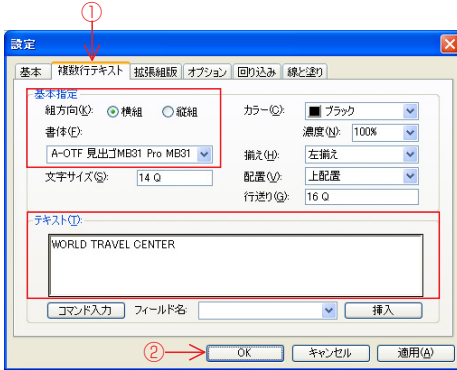 ①
設定
基本 複数行テキスト 拡張組版 オプション 回り込み 線と塗り
基本指定
組方向(K): 横組 縦組
カラー(C): ブラック
書体(F):
濃度(N): 100%
A-OTF 見出ゴMB31 Pro MB31
揃え(H): 左揃え
文字サイズ(S): 14 Q
配置(V): 上配置
行送り(G): 16 Q
テキスト(T):
WORLD TRAVEL CENTER
コマンド入力 フィールド名: 挿入
② OK キャンセル 適用(A)